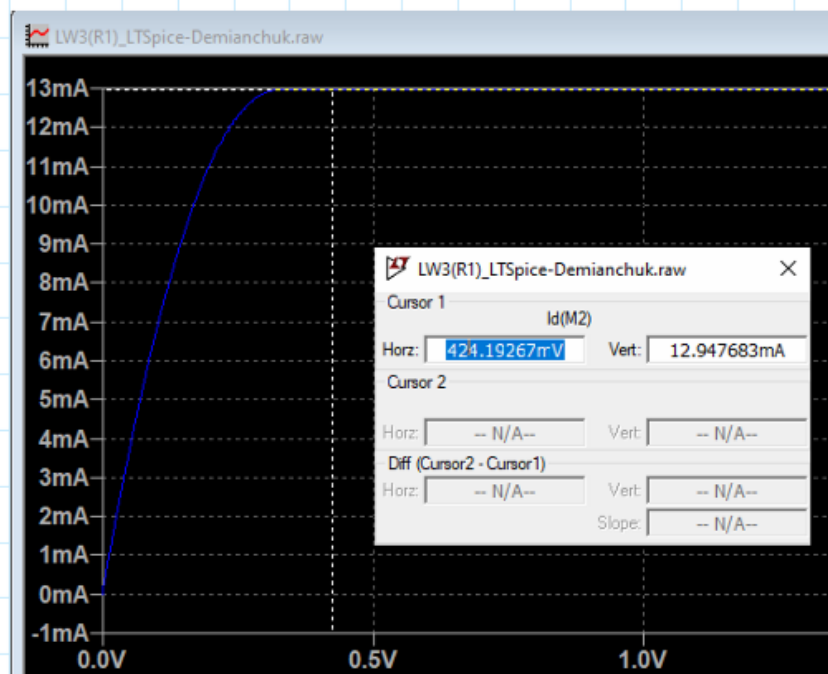 LW3(R1)_LTSpice-Demianchuk.raw
13mA
12mA
11mA
10mA
9mA
8mA
7mA
6mA
5mA
4mA
3mA
2mA
1mA
0mA
-1mA
0.0V 0.5V 1.0V
LW3(R1)_LTSpice-Demianchuk.raw
Cursor 1
Id(M2)
Horz: 424.19267mV Vert: 12.947683mA
Cursor 2
Horz: -- N/A-- Vert: -- N/A--
Diff (Cursor2 - Cursor1)
Horz: -- N/A-- Vert: -- N/A--
Slope: -- N/A--